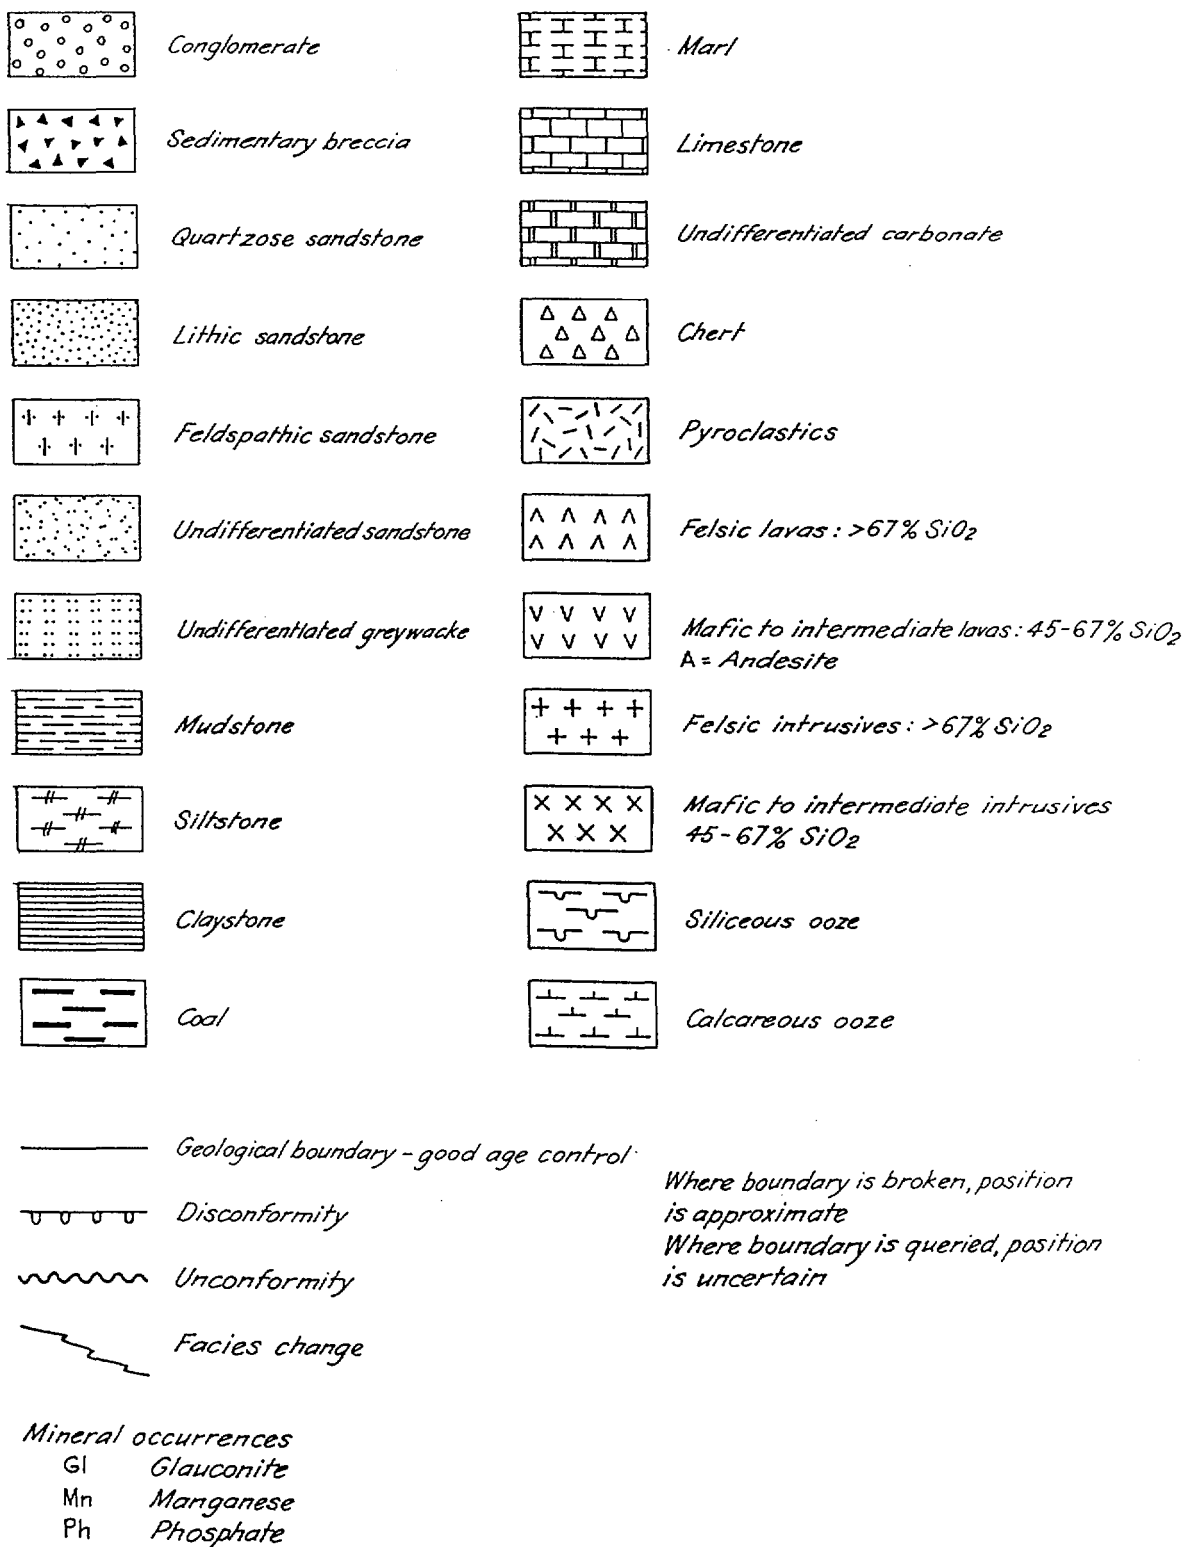 Conglomerate
Sedimentary breccia
Quartzose sandstone
Lithic sandstone
Feldspathic sandstone
Undifferentiated sandstone
Undifferentiated greywacke
Mudstone
Siltstone
Claystone
Coal
Marl
Limestone
Undifferentiated carbonate
Chert
Pyroclastics
Felsic lavas: >67% SiO₂
Mafic to intermediate lavas: 45-67% SiO₂
A = Andesite
Felsic intrusives: >67% SiO₂
Mafic to intermediate intrusives
45-67% SiO₂
Siliceous ooze
Calcareous ooze
Geological boundary - good age control
Disconformity
Unconformity
Facies change
Where boundary is broken, position
is approximate
Where boundary is queried, position
is uncertain
Mineral occurrences
Gl Glauconite
Mn Manganese
Ph Phosphate